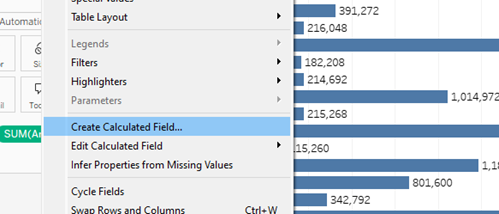 Special Values
Table Layout
Automatic
Legends
Filters
Highlighters
Parameters
Create Calculated Field...
Edit Calculated Field
Infer Properties from Missing Values
Cycle Fields
Swap Rows and Columns Ctrl+W
SUM(
391,272
216,048
182,208
214,692
1,014,972
215,268
801,600
342,792